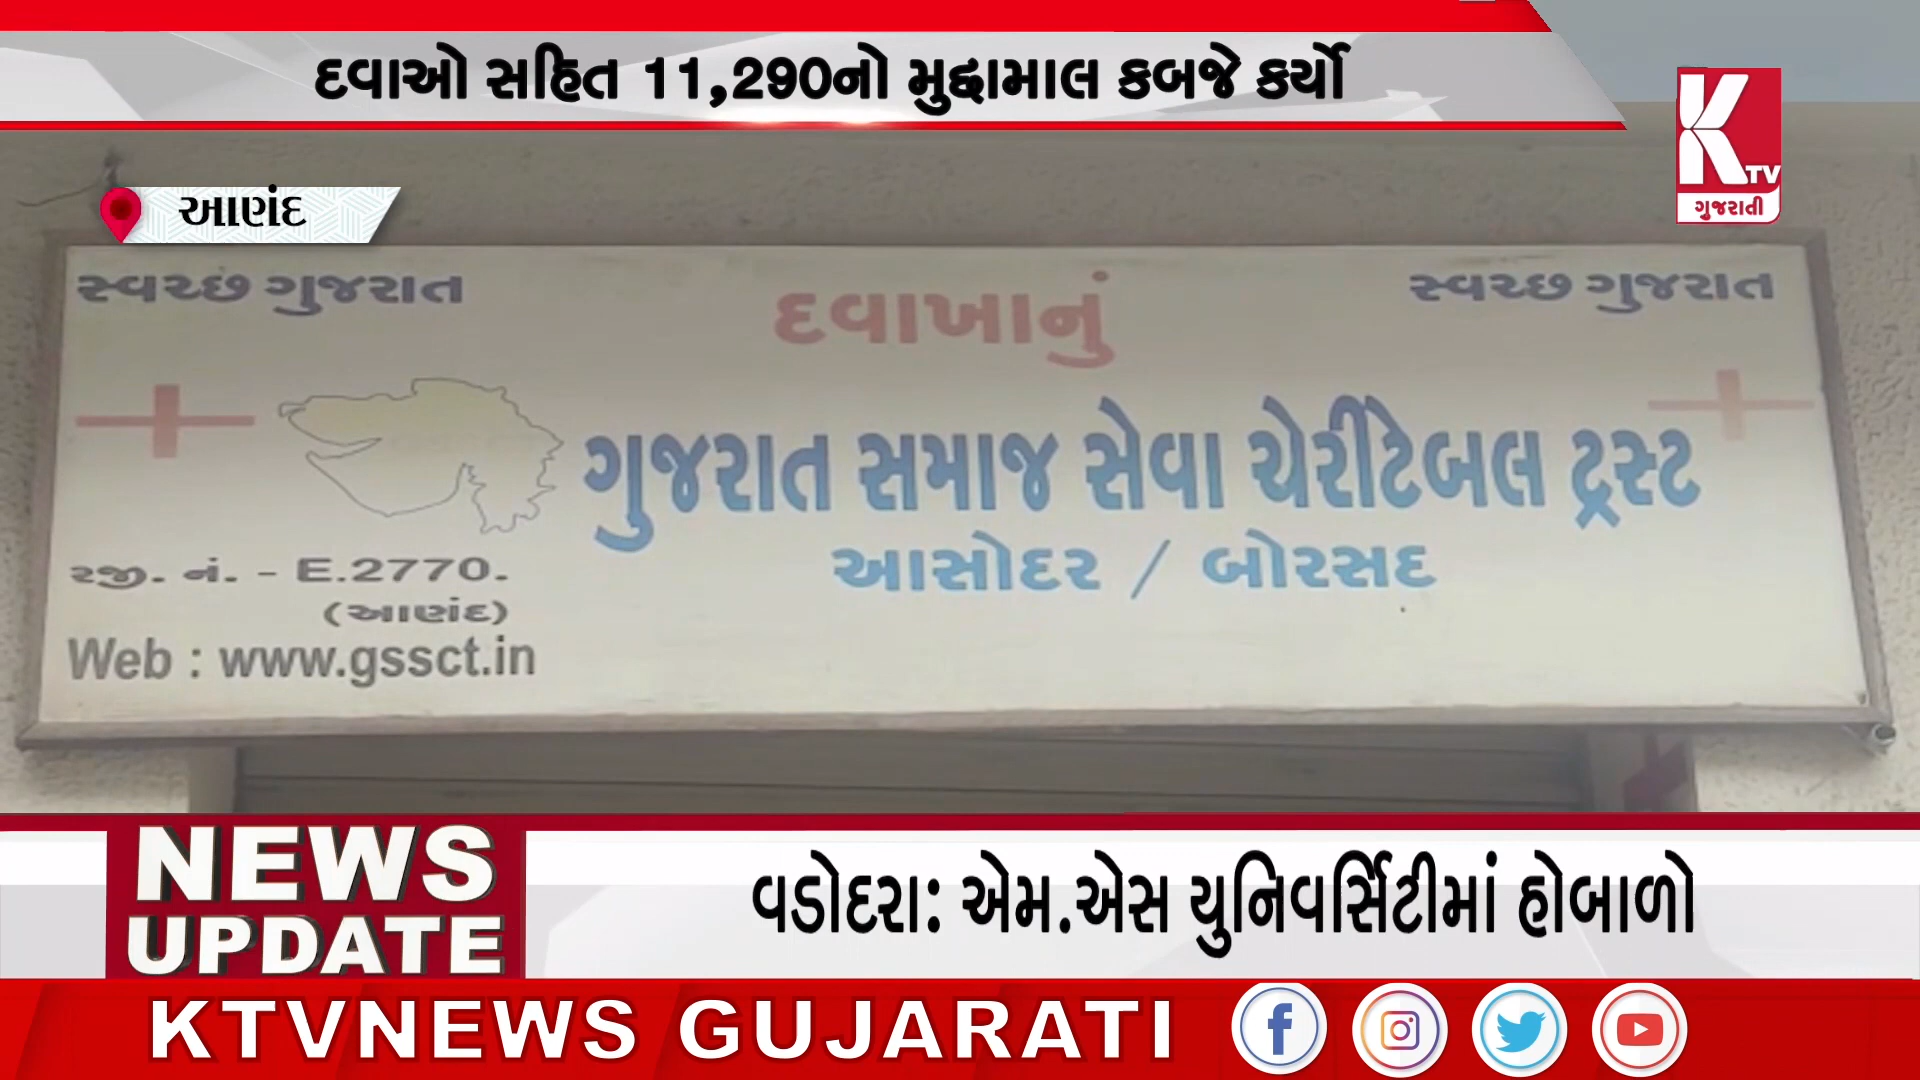 દવાઓ સહિત 11,290નો મુદ્દામાલ કબજે કર્યો
K TV
ગુજરાતી
આણંદ
સ્વચ્છ ગુજરાત
સ્વચ્છ ગુજરાત
દવાખાનું
ગુજરાત સમાજ સેવા ચેરીટેબલ ટ્રસ્ટ
આસોદર / બોરસદ
રજી. નં. - E.2770.
(આણંદ)
Web : www.gssct.in
NEWS
UPDATE
વડોદરા: એમ.એસ યુનિવર્સિટીમાં હોબાળો
KTVNEWS GUJARATI